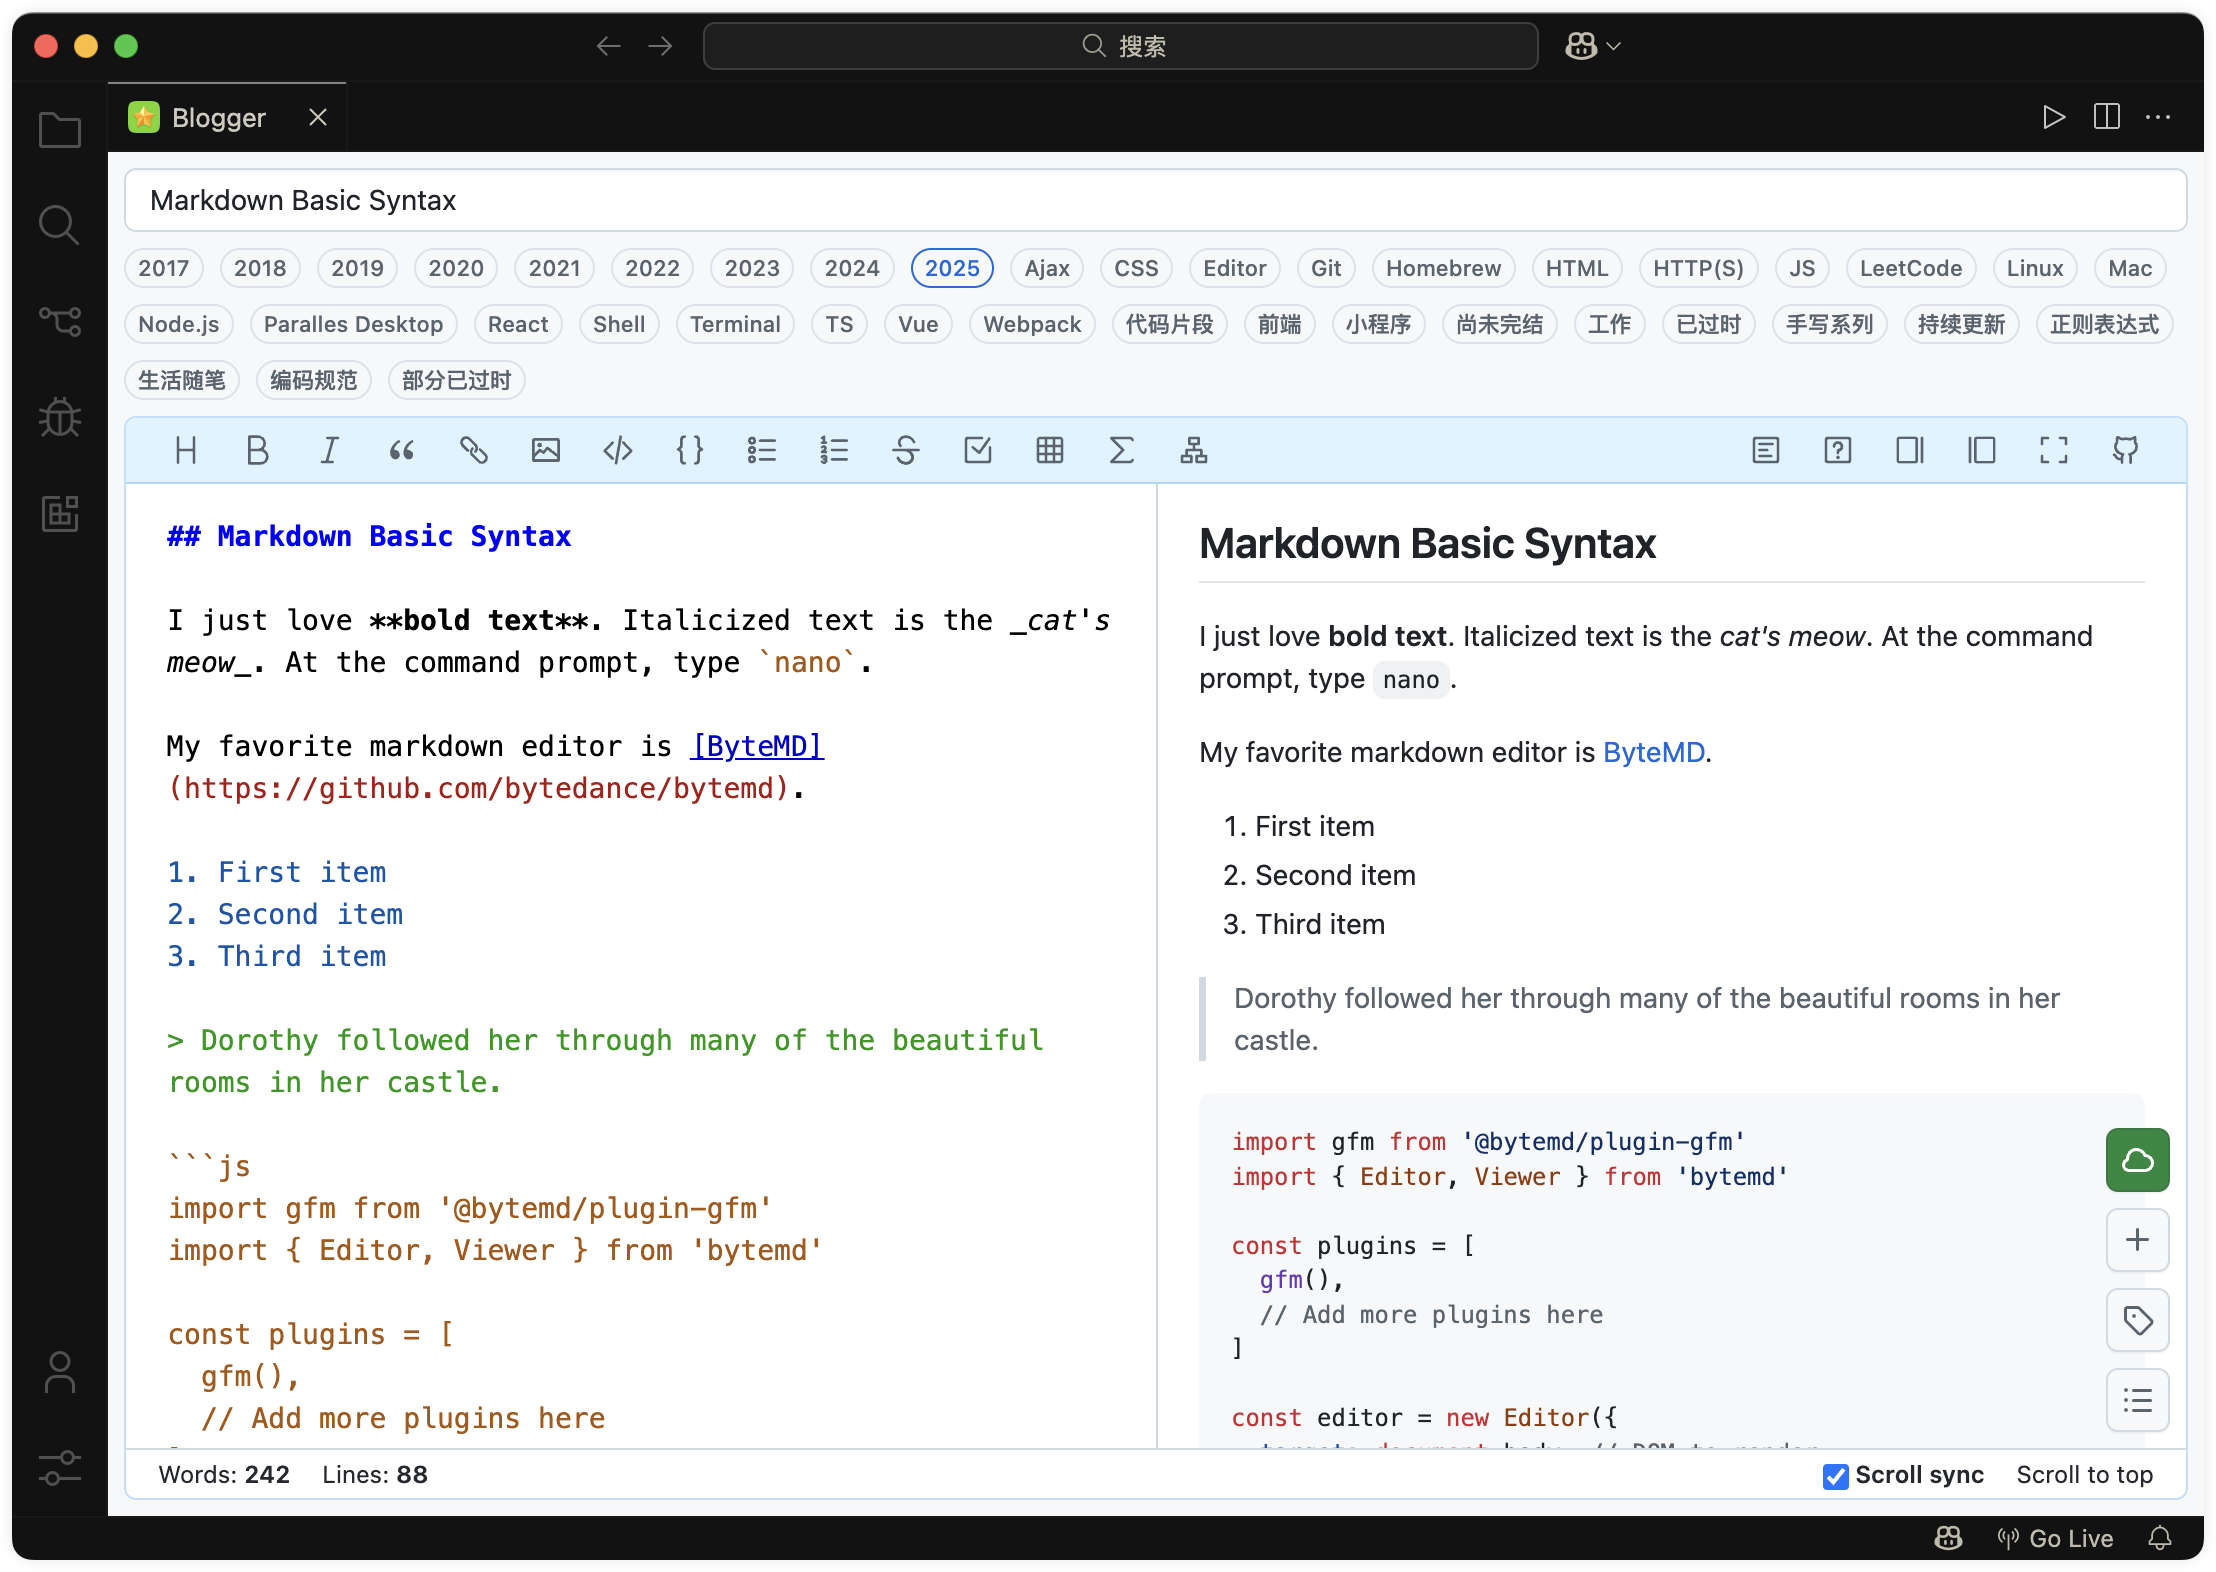 搜索
Blogger
Markdown Basic Syntax
2017 2018 2019 2020 2021 2022 2023 2024 2025 Ajax CSS Editor Git Homebrew HTML HTTP(S) JS LeetCode Linux Mac
Node.js Paralles Desktop React Shell Terminal TS Vue Webpack 代码片段 前端 小程序 尚未完结 工作 已过时 手写系列 持续更新 正则表达式
生活随笔 编码规范 部分已过时
## Markdown Basic Syntax
I just love **bold text**. Italicized text is the _cat's
meow_. At the command prompt, type `nano`.
My favorite markdown editor is [ByteMD]
(https://github.com/bytedance/bytemd).
1. First item
2. Second item
3. Third item
> Dorothy followed her through many of the beautiful
rooms in her castle.
```js
import gfm from '@bytemd/plugin-gfm'
import { Editor, Viewer } from 'bytemd'
const plugins = [
gfm(),
// Add more plugins here
Markdown Basic Syntax
I just love bold text. Italicized text is the cat's meow. At the command
prompt, type nano.
My favorite markdown editor is ByteMD.
1. First item
2. Second item
3. Third item
Dorothy followed her through many of the beautiful rooms in her
castle.
import gfm from '@bytemd/plugin-gfm'
import { Editor, Viewer } from 'bytemd'
const plugins = [
gfm(),
// Add more plugins here
]
const editor = new Editor({
Words: 242 Lines: 88
Scroll sync Scroll to top
Go Live